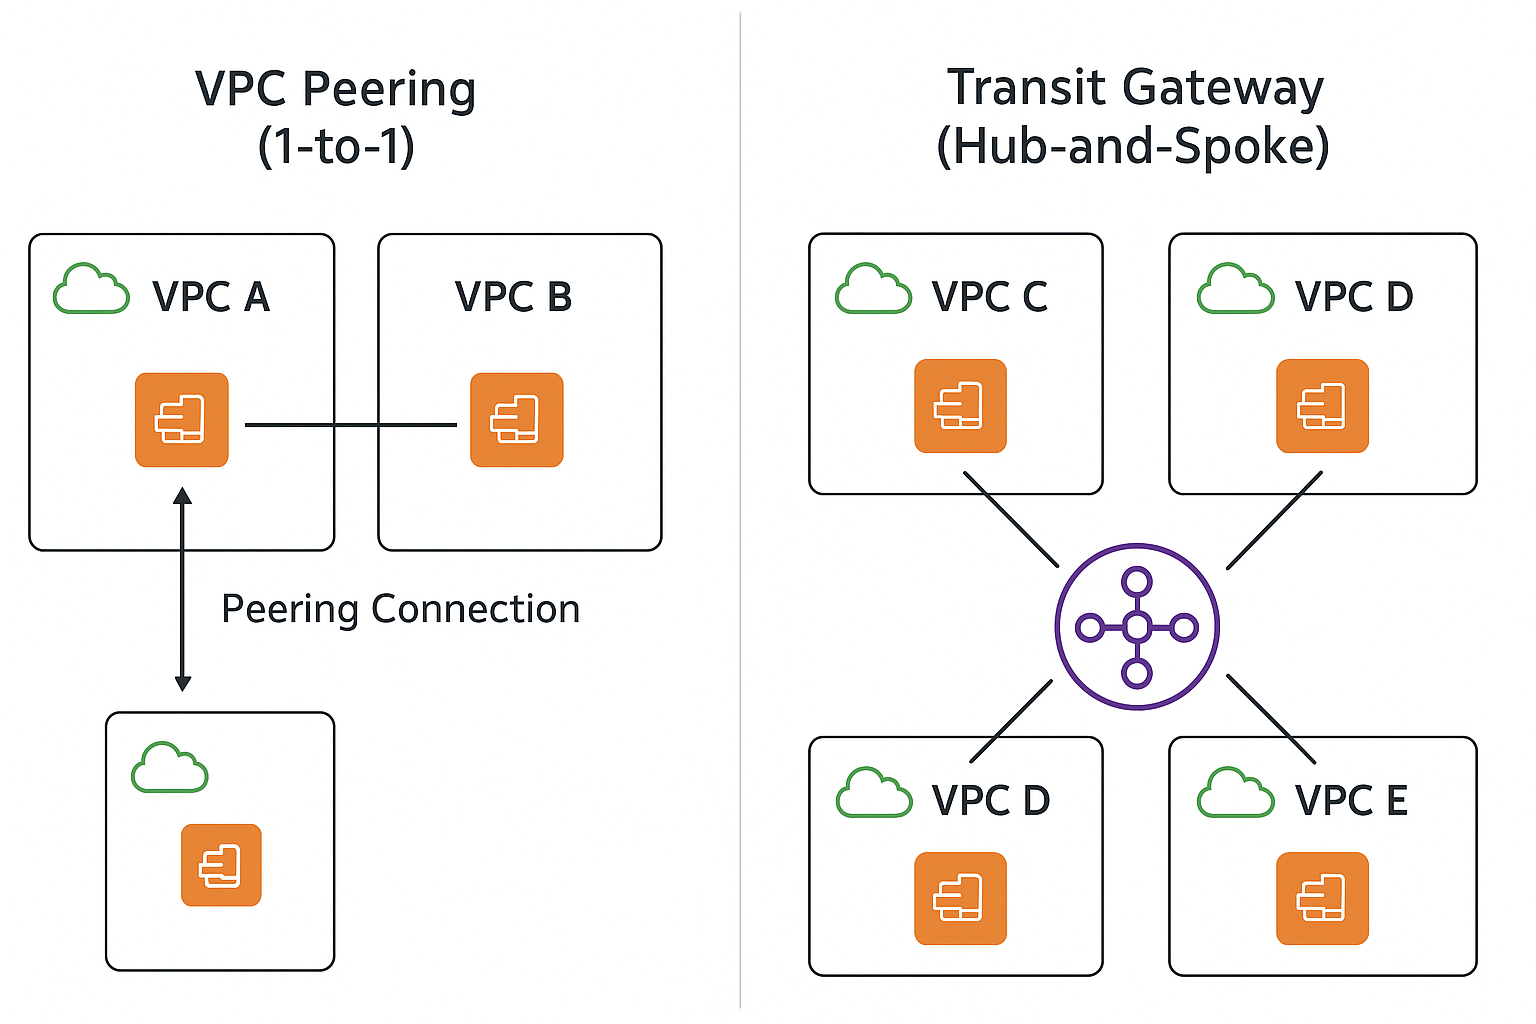 VPC Peering
(1-to-1)
VPC A
VPC B
Peering Connection
Transit Gateway
(Hub-and-Spoke)
VPC C
VPC D
VPC D
VPC E